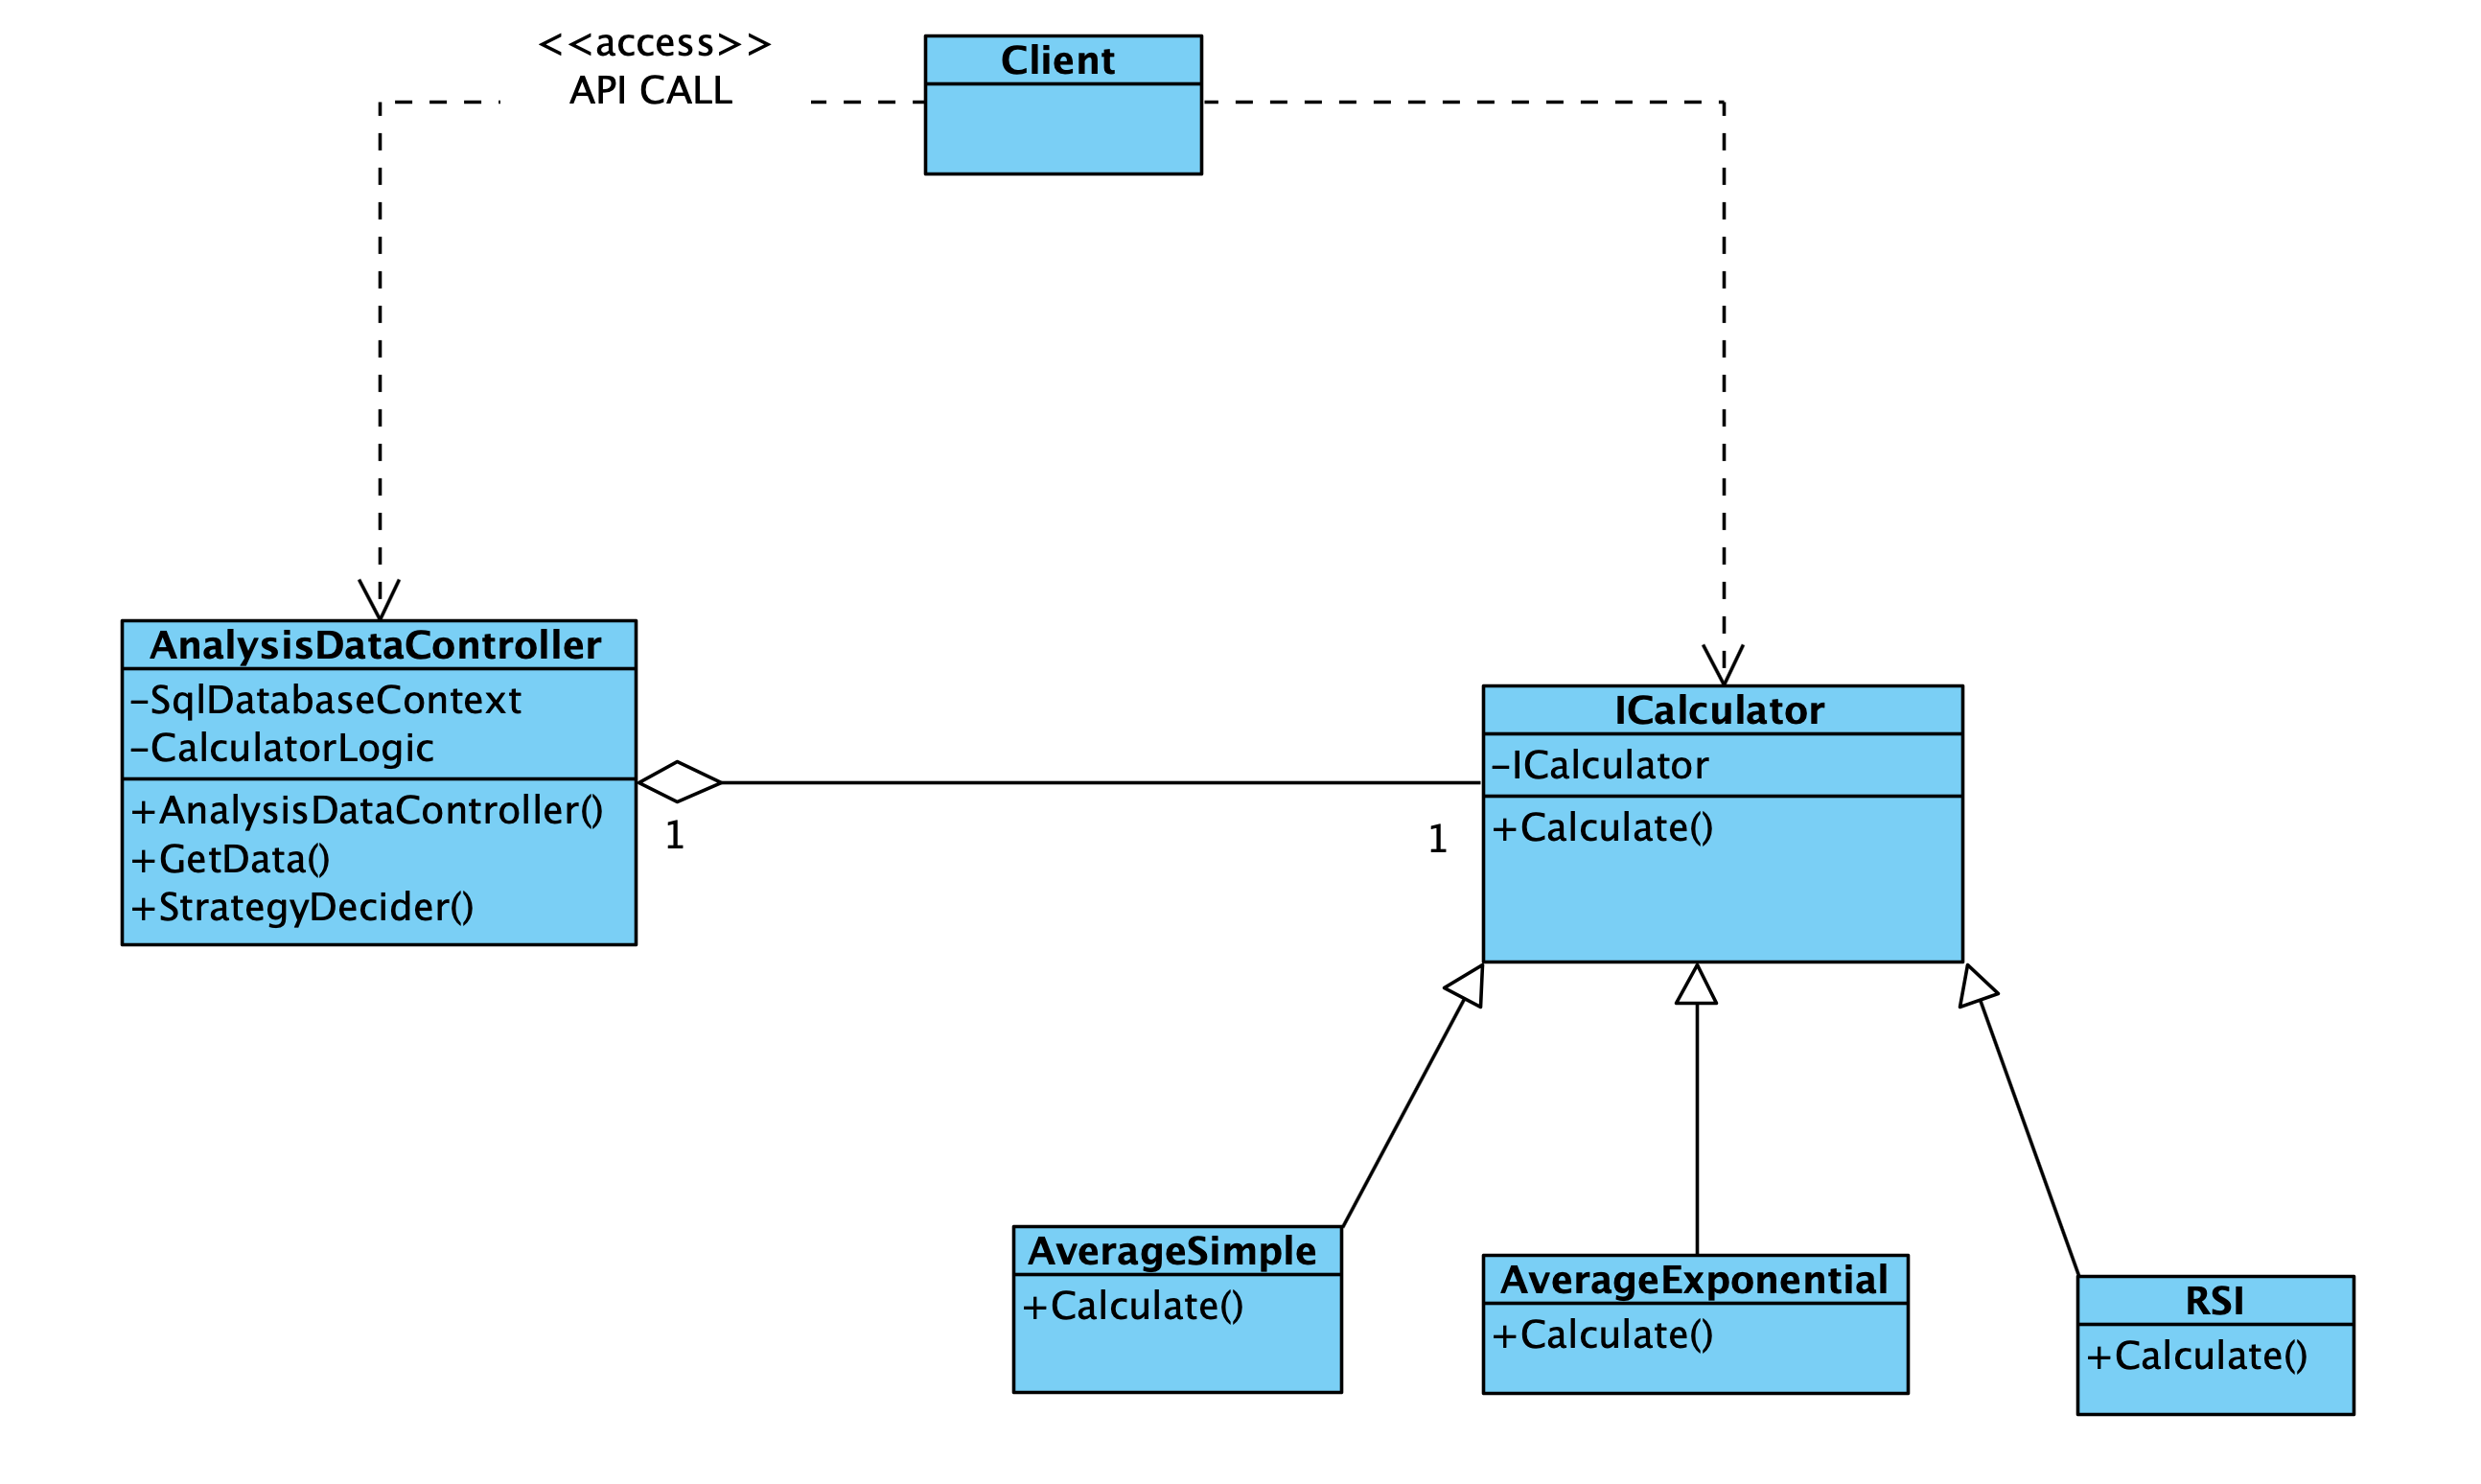 <<access>>
API CALL
Client
AnalysisDataController
-SqlDatabaseContext
-CalculatorLogic
+AnalysisDataController()
+GetData()
+StrategyDecider()
1
1
ICalculator
-ICalculator
+Calculate()
AverageSimple
+Calculate()
AverageExponential
+Calculate()
RSI
+Calculate()